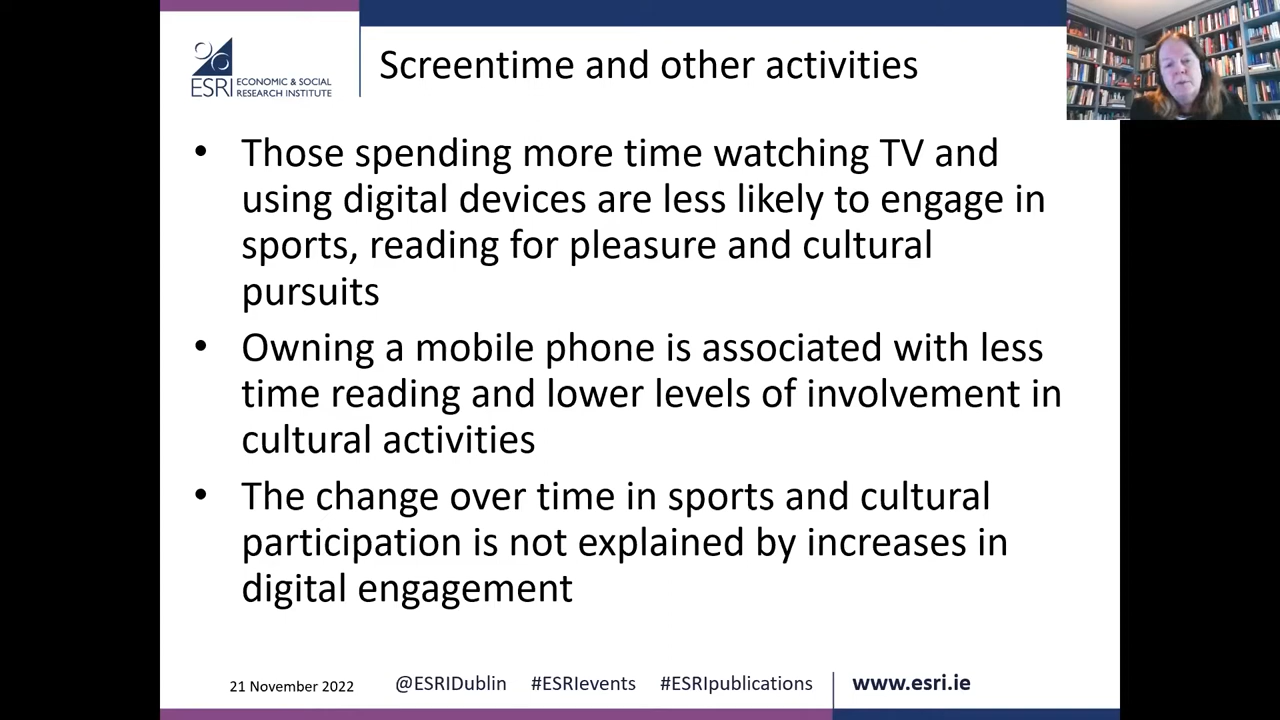 ESRI ECONOMIC & SOCIAL
RESEARCH INSTITUTE
Screentime and other activities
• Those spending more time watching TV and
using digital devices are less likely to engage in
sports, reading for pleasure and cultural
pursuits
• Owning a mobile phone is associated with less
time reading and lower levels of involvement in
cultural activities
• The change over time in sports and cultural
participation is not explained by increases in
digital engagement
21 November 2022 @ESRIDublin #ESRIevents #ESRIpublications www.esri.ie